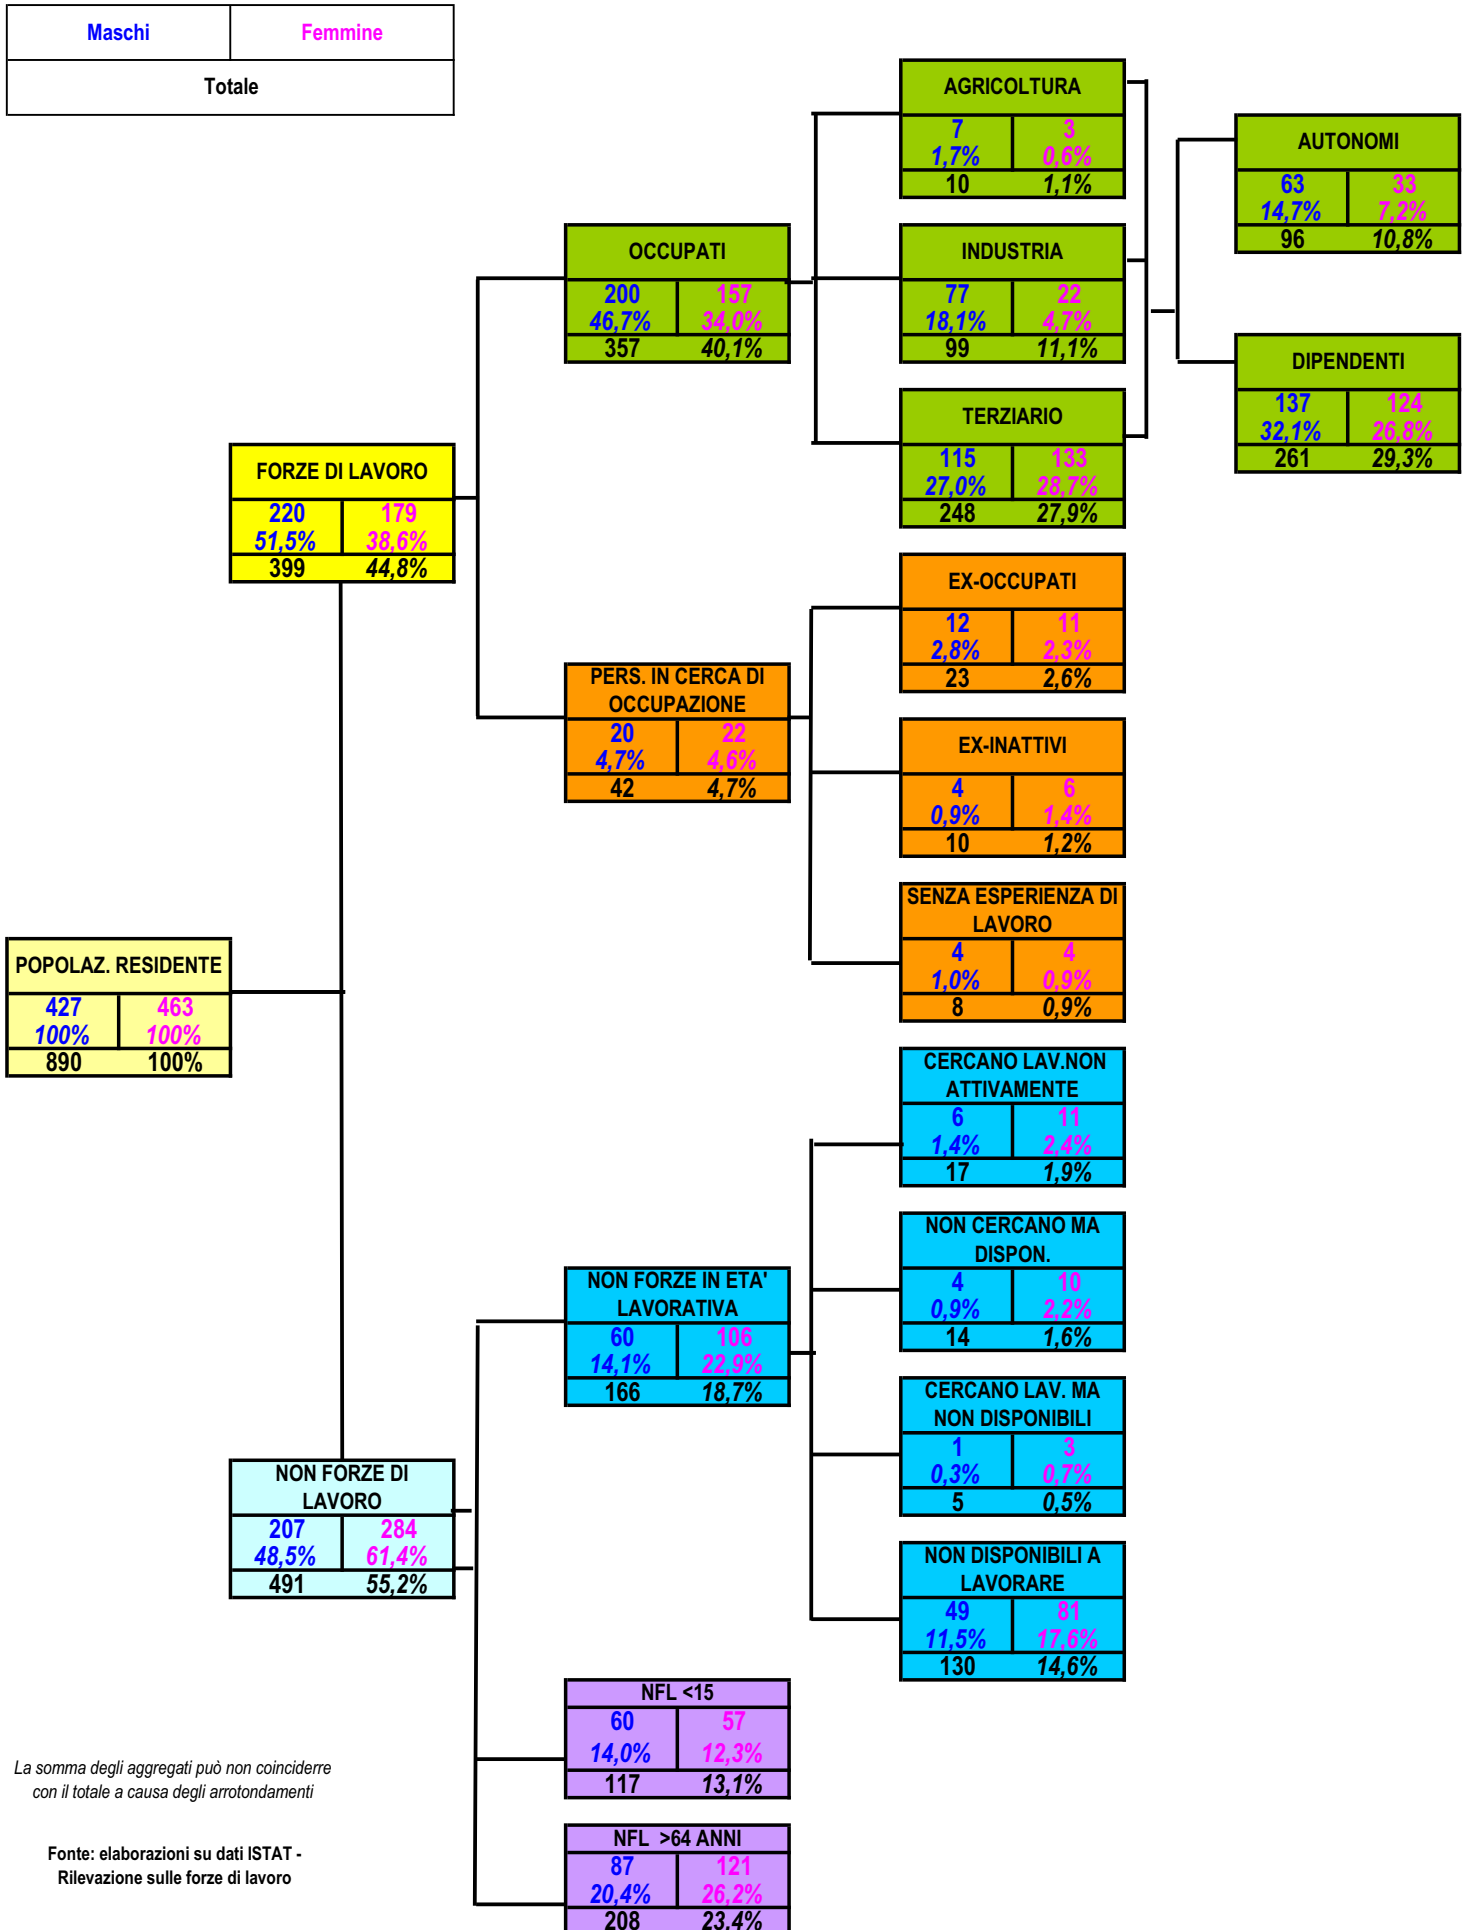 Maschi Femmine
Totale
AGRICOLTURA
7 3
1,7% 0,6%
10 1,1%
AUTONOMI
63 33
14,7% 7,2%
96 10,8%
OCCUPATI
200 157
46,7% 34,0%
357 40,1%
INDUSTRIA
77 22
18,1% 4,7%
99 11,1%
DIPENDENTI
137 124
32,1% 26,8%
261 29,3%
TERZIARIO
115 133
27,0% 28,7%
248 27,9%
FORZE DI LAVORO
220 179
51,5% 38,6%
399 44,8%
EX-OCCUPATI
12 11
2,8% 2,3%
23 2,6%
PERS. IN CERCA DI
OCCUPAZIONE
20 22
4,7% 4,6%
42 4,7%
EX-INATTIVI
4 6
0,9% 1,4%
10 1,2%
SENZA ESPERIENZA DI
LAVORO
4 4
1,0% 0,9%
8 0,9%
POPOLAZ. RESIDENTE
427 463
100% 100%
890 100%
CERCANO LAV.NON
ATTIVAMENTE
6 11
1,4% 2,4%
17 1,9%
NON CERCANO MA
DISPON.
4 10
0,9% 2,2%
14 1,6%
NON FORZE IN ETA'
LAVORATIVA
60 106
14,1% 22,9%
166 18,7%
CERCANO LAV. MA
NON DISPONIBILI
1 3
0,3% 0,7%
5 0,5%
NON FORZE DI
LAVORO
207 284
48,5% 61,4%
491 55,2%
NON DISPONIBILI A
LAVORARE
49 81
11,5% 17,6%
130 14,6%
NFL <15
60 57
14,0% 12,3%
117 13,1%
La somma degli aggregati può non coinciderre
con il totale a causa degli arrotondamenti
NFL >64 ANNI
87 121
20,4% 26,2%
208 23,4%
Fonte: elaborazioni su dati ISTAT -
Rilevazione sulle forze di lavoro